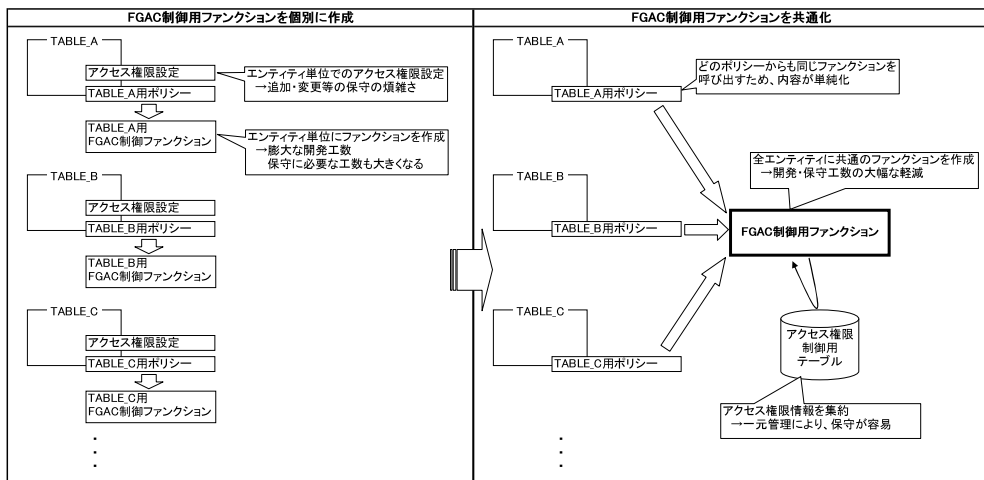 FGAC制御用ファンクションを個別に作成
TABLE_A
アクセス権限設定
TABLE_A用ポリシー
エンティティ単位でのアクセス権限設定
→追加・変更等の保守の煩雑さ
TABLE_A用
FGAC制御ファンクション
エンティティ単位にファンクションを作成
→膨大な開発工数
保守に必要な工数も大きくなる
TABLE_B
アクセス権限設定
TABLE_B用ポリシー
TABLE_B用
FGAC制御ファンクション
TABLE_C
アクセス権限設定
TABLE_C用ポリシー
TABLE_C用
FGAC制御ファンクション
FGAC制御用ファンクションを共通化
TABLE_A
TABLE_A用ポリシー
どのポリシーからも同じファンクションを
呼び出すため、内容が単純化
全エンティティに共通のファンクションを作成
→開発・保守工数の大幅な軽減
TABLE_B
TABLE_B用ポリシー
FGAC制御用ファンクション
TABLE_C
TABLE_C用ポリシー
アクセス権限
制御用
テーブル
アクセス権限情報を集約
→一元管理により、保守が容易